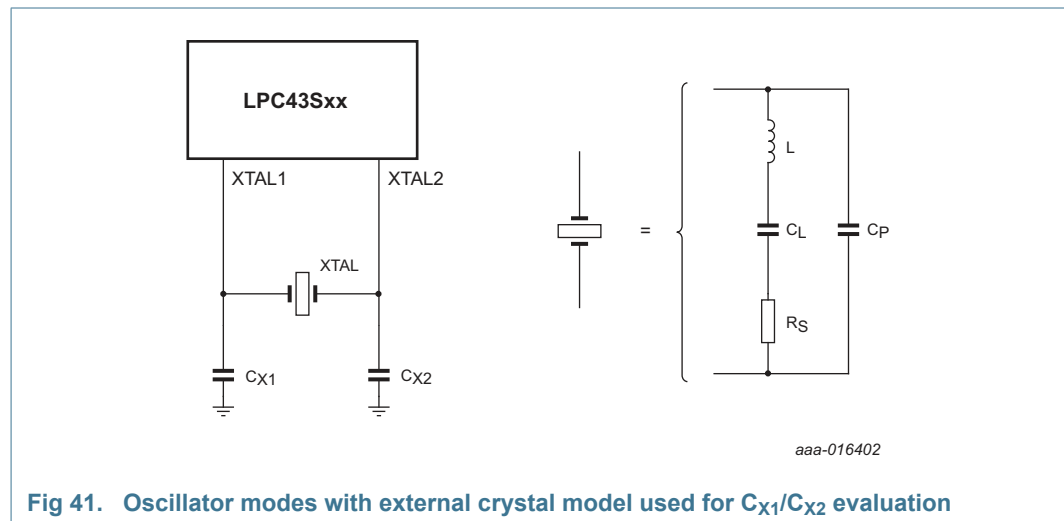 LPC43Sxx
XTAL1
XTAL2
XTAL
CX1
CX2
=
L
CL
CP
RS
aaa-016402
Fig 41. Oscillator modes with external crystal model used for CX1/CX2 evaluation